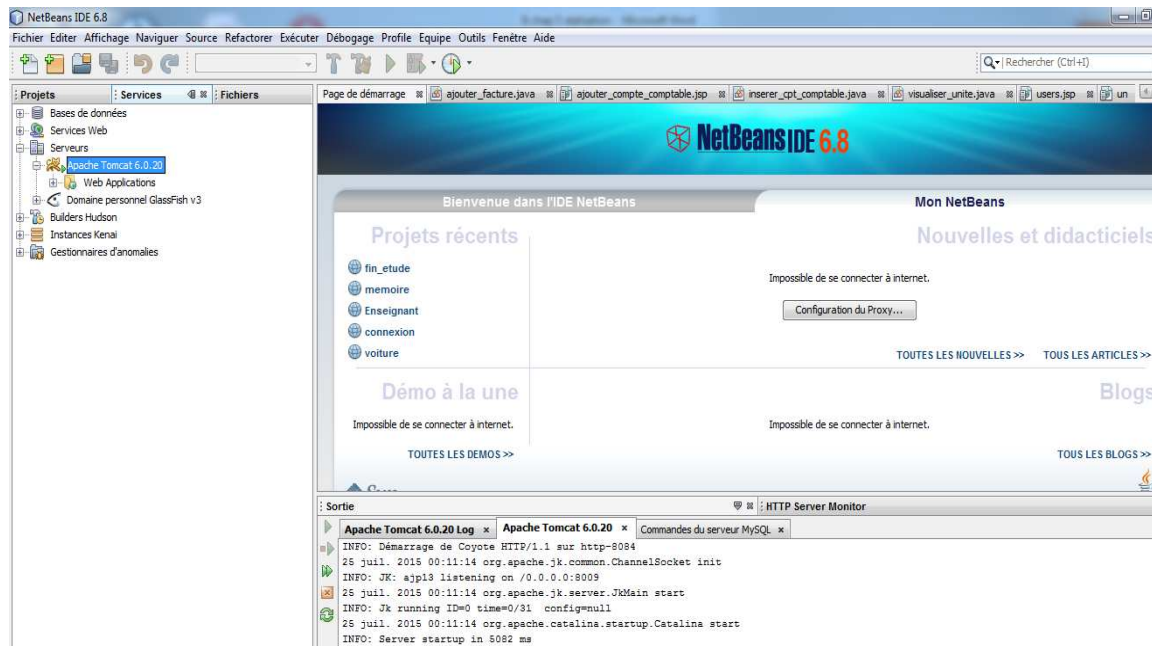 NetBeans IDE 6.8
Fichier Editer Affichage Naviguer Source Refactorer Exécuter Débogage Profile Equipe Outils Fenêtre Aide
Rechercher (Ctrl+I)
Projets Services Fichiers
Bases de données
Services Web
Serveurs
Apache Tomcat 6.0.20
Web Applications
Domaine personnel GlassFish v3
Builders Hudson
Instances Kenai
Gestionnaires d'anomalies
Page de démarrage ajouter_facture.java ajouter_compte_comptable.jsp inserer_cpt_comptable.java visualiser_unite.java users.jsp un
NetBeans IDE 6.8
Bienvenue dans l'IDE NetBeans Mon NetBeans
Projets récents
fin_etude
memoire
Enseignant
connexion
voiture
Nouvelles et didacticiels
Impossible de se connecter à internet.
Configuration du Proxy...
TOUTES LES NOUVELLES >> TOUS LES ARTICLES >>
Démo à la une
Impossible de se connecter à internet.
TOUTES LES DEMOS >>
Blogs
Impossible de se connecter à internet.
TOUS LES BLOGS >>
Sortie HTTP Server Monitor
Apache Tomcat 6.0.20 Log Apache Tomcat 6.0.20 Commandes du serveur MySQL
INFO: Démarrage de Coyote HTTP/1.1 sur http-8084
25 juil. 2015 00:11:14 org.apache.jk.common.ChannelSocket init
INFO: JK: ajp13 listening on /0.0.0.0:8009
25 juil. 2015 00:11:14 org.apache.jk.server.JkMain start
INFO: Jk running ID=0 time=0/31 config=null
25 juil. 2015 00:11:14 org.apache.catalina.startup.Catalina start
INFO: Server startup in 5082 ms